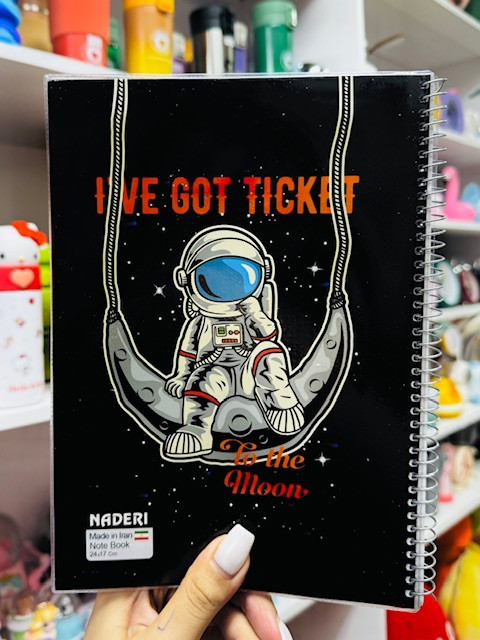 I'VE GOT TICKET
To the
Moon
NADERI
Made in Iran
Note Book
24x17 Cm